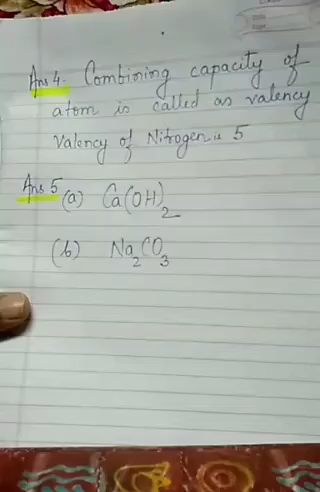 Ans 4. Combining capacity of
atom is called as valency
Valency of Nitrogen is 5
Ans 5 (a) Ca(OH)₂
(b) Na₂CO₃